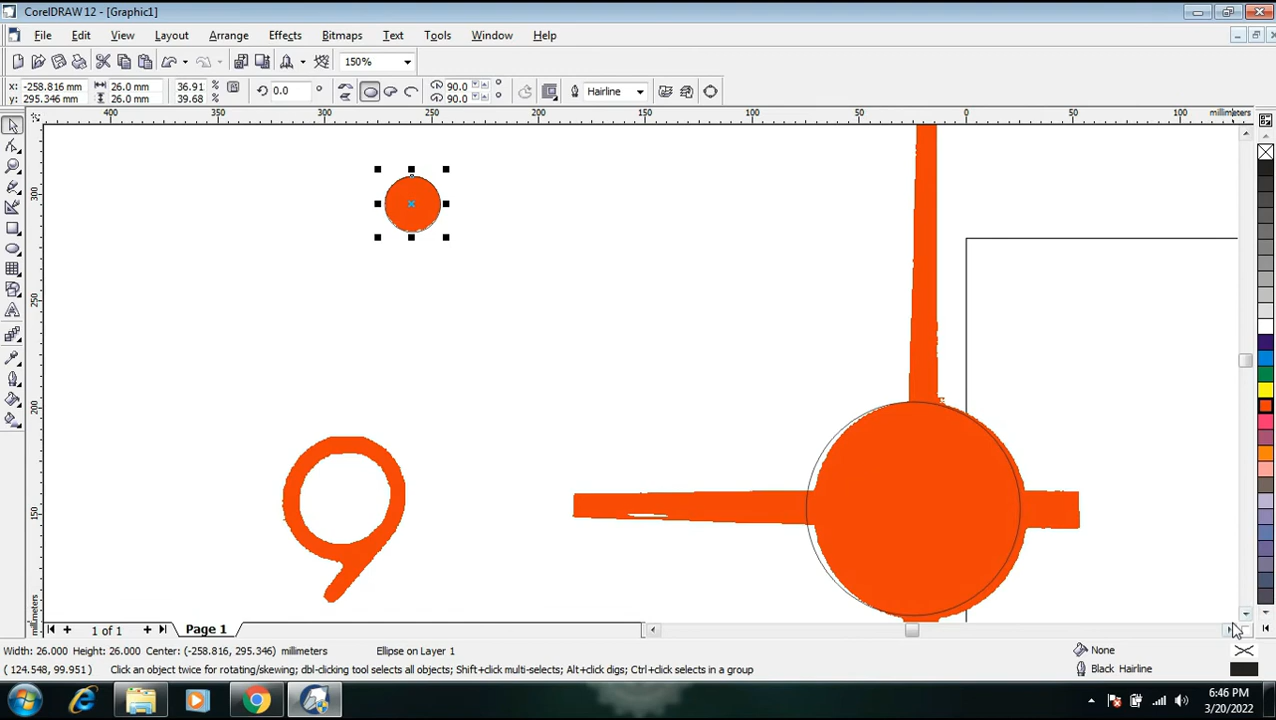 CorelDRAW 12 - [Graphic1]
File Edit View Layout Arrange Effects Bitmaps Text Tools Window Help
150%
x: -258.816 mm 26.0 mm 36.91 % 0.0 ° 90.0 Hairline
y: 295.346 mm 26.0 mm 39.68 % 90.0
400 350 300 250 200 150 100 50 0 50 100 millimeters
300
250
200
150
millimeters
9
1 of 1 Page 1
Width: 26.000 Height: 26.000 Center: (-258.816, 295.346) millimeters Ellipse on Layer 1 None
( 124.548, 99.951) Click an object twice for rotating/skewing; dbl-clicking tool selects all objects; Shift+click multi-selects; Alt+click digs; Ctrl+click selects in a group Black Hairline
6:46 PM
3/20/2022